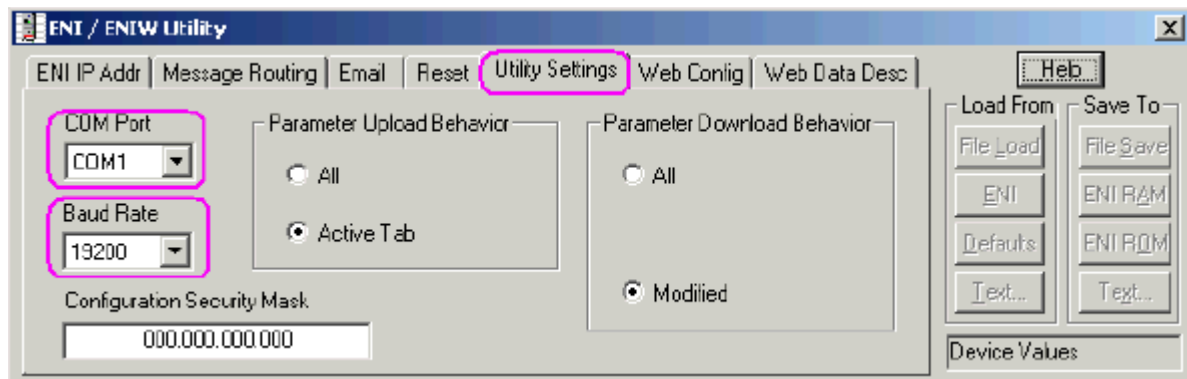 ENI / ENIW Utility
ENI IP Addr Message Routing Email Reset Utility Settings Web Config Web Data Desc
Help
COM Port
COM1
Baud Rate
19200
Configuration Security Mask
000.000.000.000
Parameter Upload Behavior
All
Active Tab
Parameter Download Behavior
All
Modified
Load From
File Load
ENI
Defaults
Text...
Save To
File Save
ENI RAM
ENI ROM
Text...
Device Values